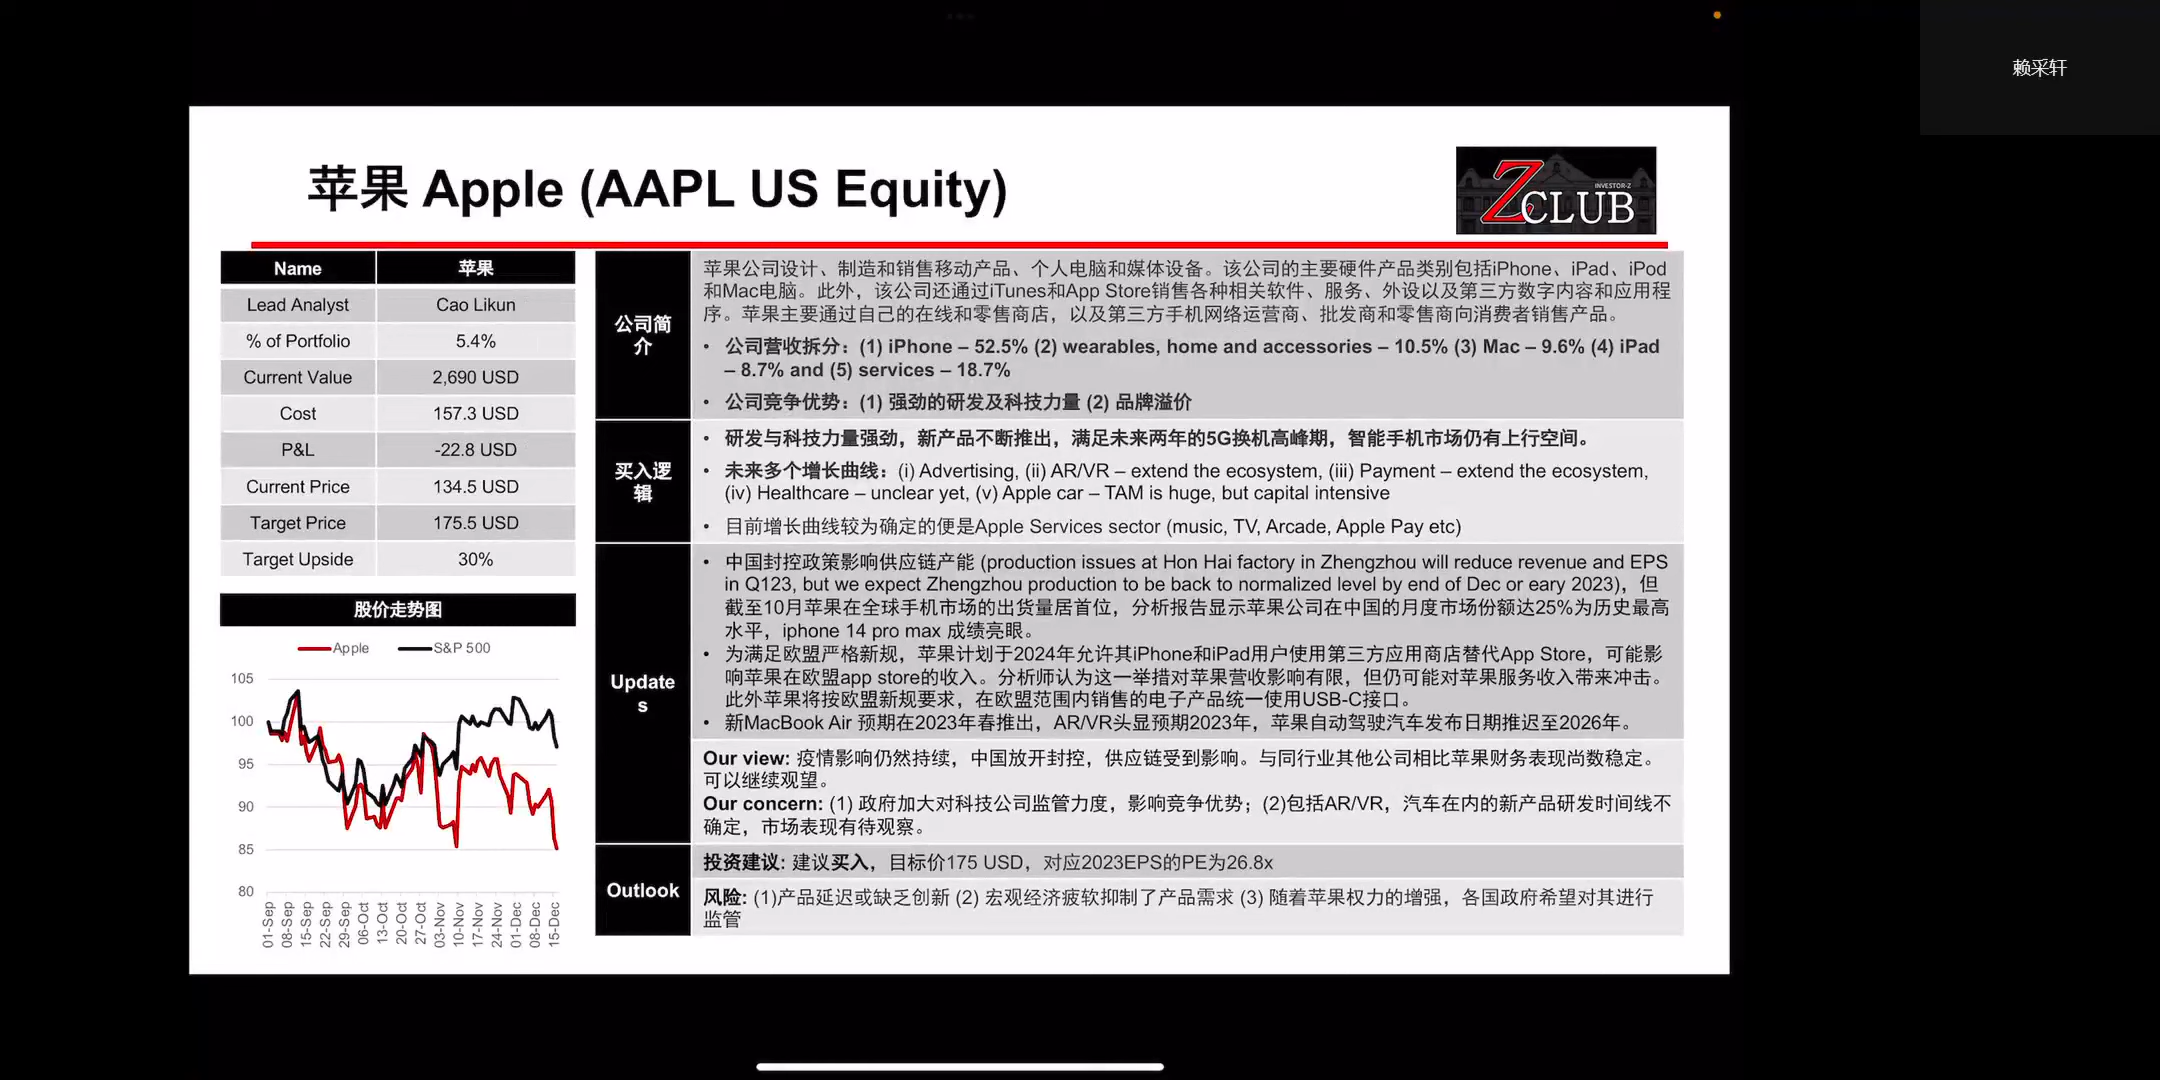 赖采轩
苹果 Apple (AAPL US Equity)
INVESTOR-Z
Z CLUB
Name 苹果
Lead Analyst Cao Likun
% of Portfolio 5.4%
Current Value 2,690 USD
Cost 157.3 USD
P&L -22.8 USD
Current Price 134.5 USD
Target Price 175.5 USD
Target Upside 30%
股价走势图
Apple S&P 500
105
100
95
90
85
80
01-Sep
08-Sep
15-Sep
22-Sep
29-Sep
06-Oct
13-Oct
20-Oct
27-Oct
03-Nov
10-Nov
17-Nov
24-Nov
01-Dec
08-Dec
15-Dec
公司简
介
苹果公司设计、制造和销售移动产品、个人电脑和媒体设备。该公司的主要硬件产品类别包括iPhone、iPad、iPod
和Mac电脑。此外，该公司还通过iTunes和App Store销售各种相关软件、服务、外设以及第三方数字内容和应用程
序。苹果主要通过自己的在线和零售商店，以及第三方手机网络运营商、批发商和零售商向消费者销售产品。
• 公司营收拆分：(1) iPhone – 52.5% (2) wearables, home and accessories – 10.5% (3) Mac – 9.6% (4) iPad
– 8.7% and (5) services – 18.7%
• 公司竞争优势：(1) 强劲的研发及科技力量 (2) 品牌溢价
买入逻
辑
• 研发与科技力量强劲，新产品不断推出，满足未来两年的5G换机高峰期，智能手机市场仍有上行空间。
• 未来多个增长曲线：(i) Advertising, (ii) AR/VR – extend the ecosystem, (iii) Payment – extend the ecosystem,
(iv) Healthcare – unclear yet, (v) Apple car – TAM is huge, but capital intensive
• 目前增长曲线较为确定的便是Apple Services sector (music, TV, Arcade, Apple Pay etc)
Update
s
• 中国封控政策影响供应链产能 (production issues at Hon Hai factory in Zhengzhou will reduce revenue and EPS
in Q123, but we expect Zhengzhou production to be back to normalized level by end of Dec or eary 2023)，但
截至10月苹果在全球手机市场的出货量居首位，分析报告显示苹果公司在中国的月度市场份额达25%为历史最高
水平，iphone 14 pro max 成绩亮眼。
• 为满足欧盟严格新规，苹果计划于2024年允许其iPhone和iPad用户使用第三方应用商店替代App Store，可能影
响苹果在欧盟app store的收入。分析师认为这一举措对苹果营收影响有限，但仍可能对苹果服务收入带来冲击。
此外苹果将按欧盟新规要求，在欧盟范围内销售的电子产品统一使用USB-C接口。
• 新MacBook Air 预期在2023年春推出，AR/VR头显预期2023年，苹果自动驾驶汽车发布日期推迟至2026年。
Our view: 疫情影响仍然持续，中国放开封控，供应链受到影响。与同行业其他公司相比苹果财务表现尚数稳定。
可以继续观望。
Our concern: (1) 政府加大对科技公司监管力度，影响竞争优势；(2)包括AR/VR，汽车在内的新产品研发时间线不
确定，市场表现有待观察。
Outlook
投资建议: 建议买入，目标价175 USD，对应2023EPS的PE为26.8x
风险: (1)产品延迟或缺乏创新 (2) 宏观经济疲软抑制了产品需求 (3) 随着苹果权力的增强，各国政府希望对其进行
监管